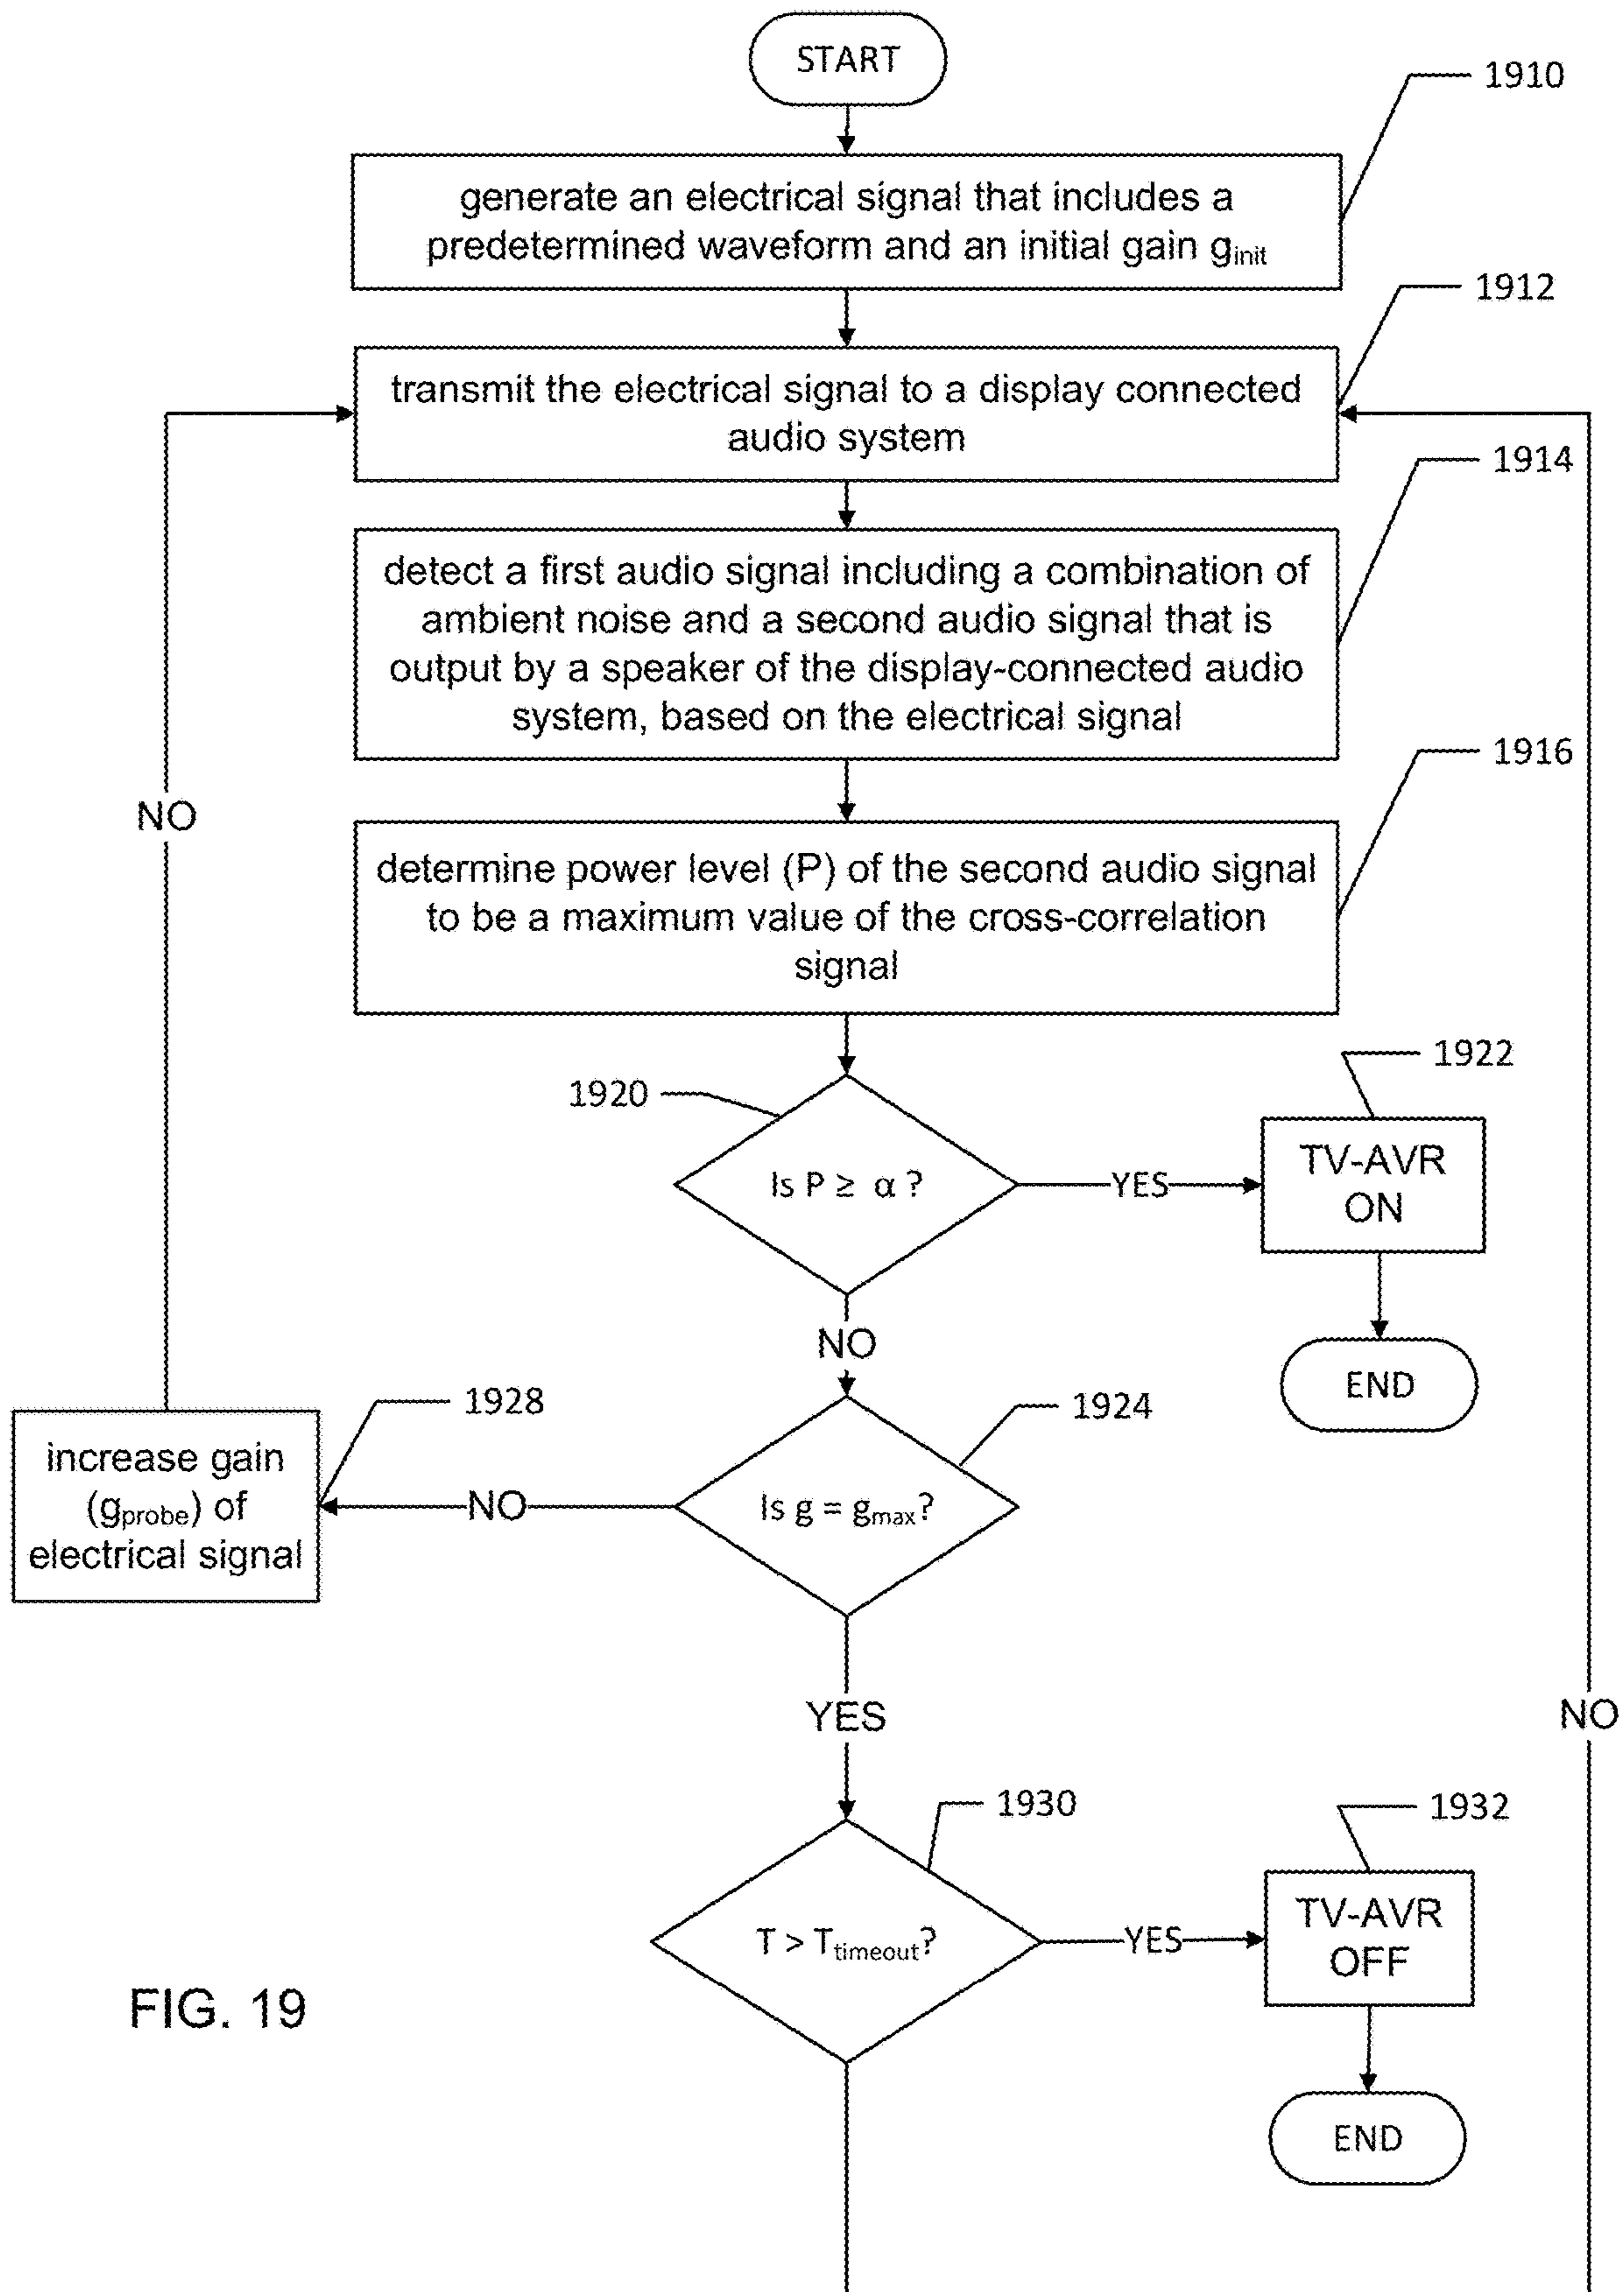 START
1910
generate an electrical signal that includes a
predetermined waveform and an initial gain ginit
1912
transmit the electrical signal to a display connected
audio system
1914
detect a first audio signal including a combination of
ambient noise and a second audio signal that is
output by a speaker of the display-connected audio
system, based on the electrical signal
1916
NO
determine power level (P) of the second audio signal
to be a maximum value of the cross-correlation
signal
1920
1922
Is P ≥ α ?
YES
TV-AVR
ON
NO
END
1928
1924
increase gain
(gprobe) of
electrical signal
NO
Is g = gmax?
YES
NO
1930
1932
T > Ttimeout?
YES
TV-AVR
OFF
FIG. 19
END